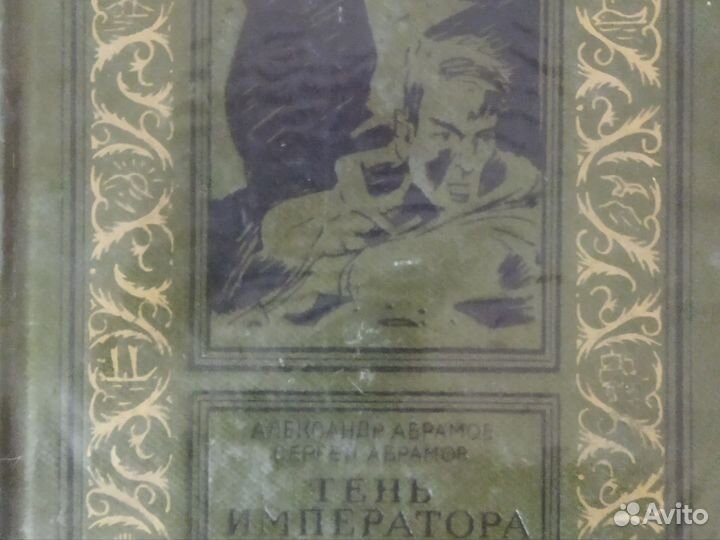 АЛЕКСАНДР АБРАМОВ
СЕРГЕЙ АБРАМОВ
ТЕНЬ
ИМПЕРАТОРА
Avito